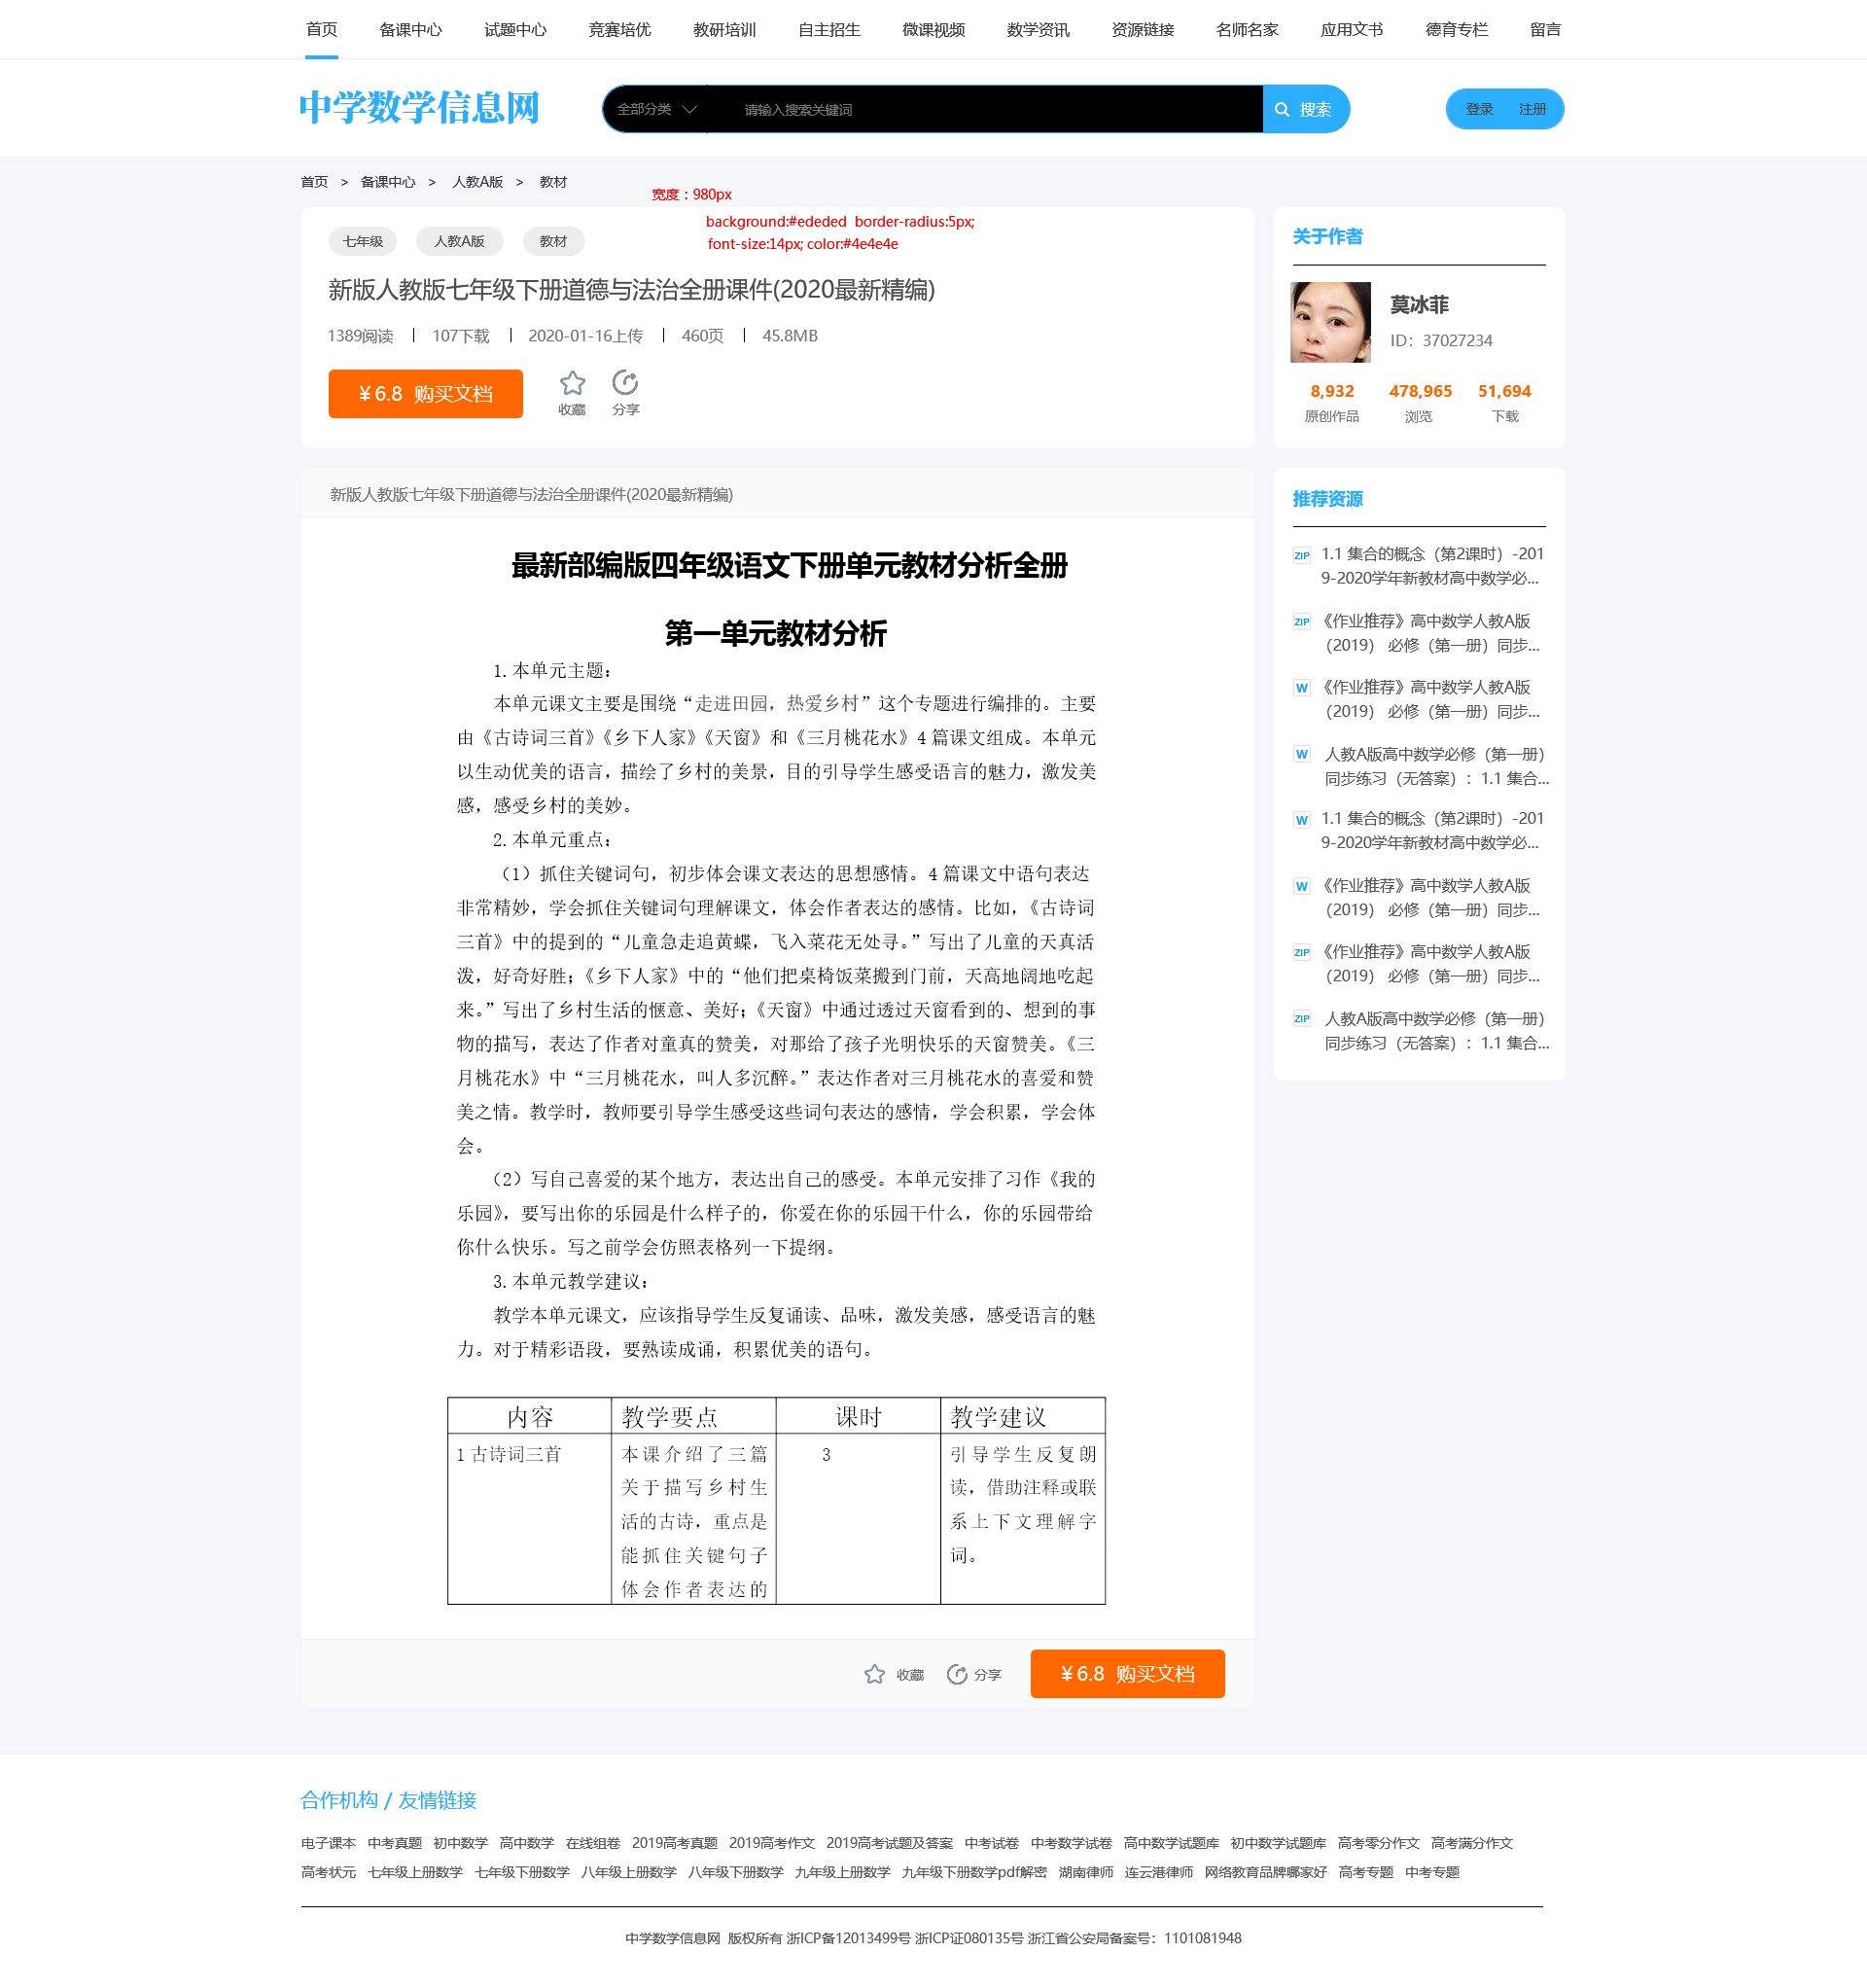 首页 备课中心 试题中心 竞赛培优 教研培训 自主招生 微课视频 数学资讯 资源链接 名师名家 应用文书 德育专栏 留言
中学数学信息网
全部分类 请输入搜索关键词 搜索
登录 注册
首页 > 备课中心 > 人教A版 > 教材
宽度：980px
background:#ededed border-radius:5px;
font-size:14px; color:#4e4e4e
七年级 人教A版 教材
新版人教版七年级下册道德与法治全册课件(2020最新精编)
1389阅读 | 107下载 | 2020-01-16上传 | 460页 | 45.8MB
￥6.8 购买文档
收藏 分享
关于作者
莫冰菲
ID：37027234
8,932 478,965 51,694
原创作品 浏览 下载
新版人教版七年级下册道德与法治全册课件(2020最新精编)
最新部编版四年级语文下册单元教材分析全册
第一单元教材分析
1.本单元主题：
本单元课文主要是围绕“走进田园，热爱乡村”这个专题进行编排的。主要
由《古诗词三首》《乡下人家》《天窗》和《三月桃花水》4 篇课文组成。本单元
以生动优美的语言，描绘了乡村的美景，目的引导学生感受语言的魅力，激发美
感，感受乡村的美妙。
2.本单元重点：
（1）抓住关键词句，初步体会课文表达的思想感情。4 篇课文中语句表达
非常精妙，学会抓住关键词句理解课文，体会作者表达的感情。比如，《古诗词
三首》中的提到的“儿童急走追黄蝶，飞入菜花无处寻。”写出了儿童的天真活
泼，好奇好胜；《乡下人家》中的“他们把桌椅饭菜搬到门前，天高地阔地吃起
来。”写出了乡村生活的惬意、美好；《天窗》中通过透过天窗看到的、想到的事
物的描写，表达了作者对童真的赞美，对那给了孩子光明快乐的天窗赞美。《三
月桃花水》中“三月桃花水，叫人多沉醉。”表达作者对三月桃花水的喜爱和赞
美之情。教学时，教师要引导学生感受这些词句表达的感情，学会积累，学会体
会。
（2）写自己喜爱的某个地方，表达出自己的感受。本单元安排了习作《我的
乐园》，要写出你的乐园是什么样子的，你爱在你的乐园干什么，你的乐园带给
你什么快乐。写之前学会仿照表格列一下提纲。
3.本单元教学建议：
教学本单元课文，应该指导学生反复诵读、品味，激发美感，感受语言的魅
力。对于精彩语段，要熟读成诵，积累优美的语句。
内容 教学要点 课时 教学建议
1 古诗词三首 本课介绍了三篇 3 引导学生反复朗
关于描写乡村生 读，借助注释或联
活的古诗，重点是 系上下文理解字
能抓住关键句子 词。
体会作者表达的
收藏 分享 ￥6.8 购买文档
推荐资源
ZIP 1.1 集合的概念（第2课时）-201
9-2020学年新教材高中数学必...
ZIP 《作业推荐》高中数学人教A版
（2019） 必修（第一册）同步...
W 《作业推荐》高中数学人教A版
（2019） 必修（第一册）同步...
W 人教A版高中数学必修（第一册）
同步练习（无答案）：1.1 集合...
W 1.1 集合的概念（第2课时）-201
9-2020学年新教材高中数学必...
W 《作业推荐》高中数学人教A版
（2019） 必修（第一册）同步...
ZIP 《作业推荐》高中数学人教A版
（2019） 必修（第一册）同步...
ZIP 人教A版高中数学必修（第一册）
同步练习（无答案）：1.1 集合...
合作机构 / 友情链接
电子课本 中考真题 初中数学 高中数学 在线组卷 2019高考真题 2019高考作文 2019高考试题及答案 中考试卷 中考数学试卷 高中数学试题库 初中数学试题库 高考零分作文 高考满分作文
高考状元 七年级上册数学 七年级下册数学 八年级上册数学 八年级下册数学 九年级上册数学 九年级下册数学pdf解密 湖南律师 连云港律师 网络教育品牌哪家好 高考专题 中考专题
中学数学信息网 版权所有 浙ICP备12013499号 浙ICP证080135号 浙江省公安局备案号：1101081948